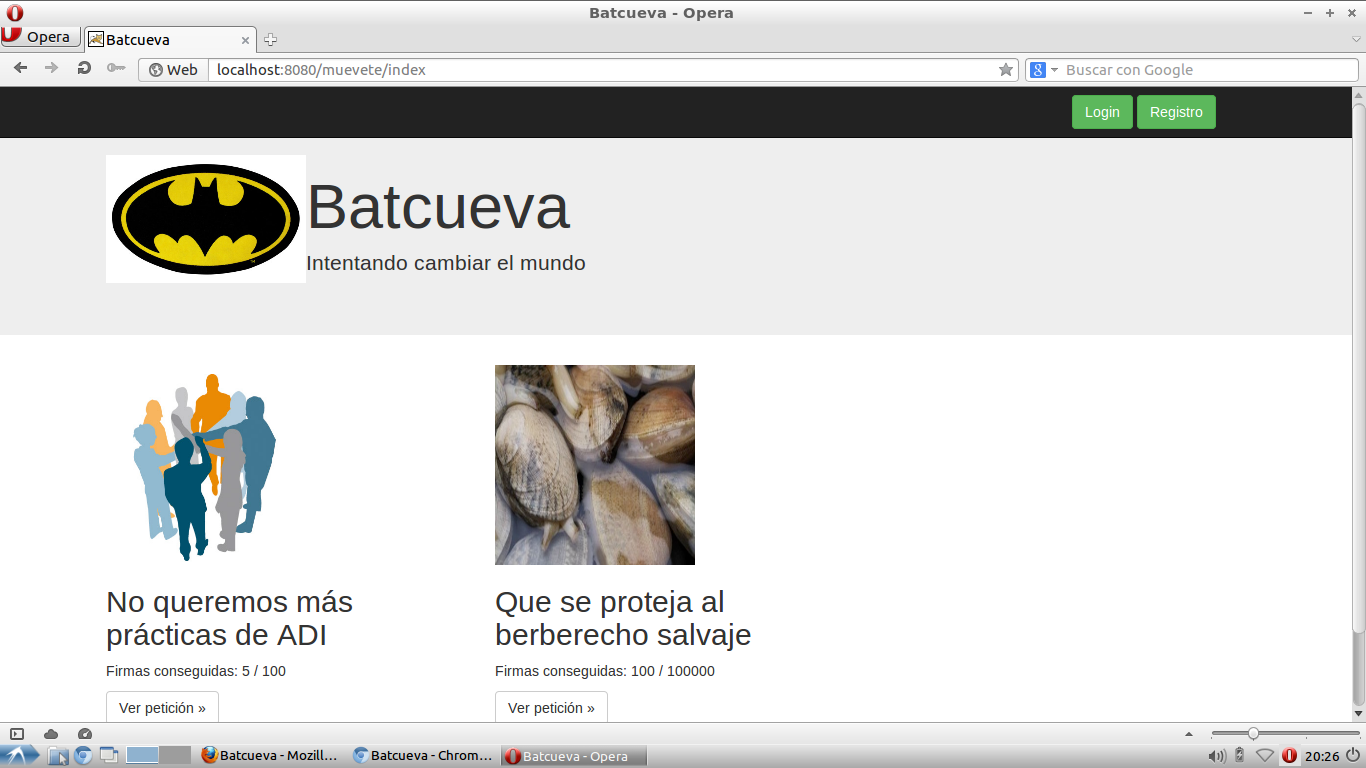 Batcueva - Opera
Opera
Batcueva
Web
localhost:8080/muevete/index
Buscar con Google
Login
Registro
Batcueva
Intentando cambiar el mundo
No queremos más
prácticas de ADI
Firmas conseguidas: 5 / 100
Ver petición »
Que se proteja al
berberecho salvaje
Firmas conseguidas: 100 / 100000
Ver petición »
Batcueva - Mozill...
Batcueva - Chrom...
Batcueva - Opera
20:26